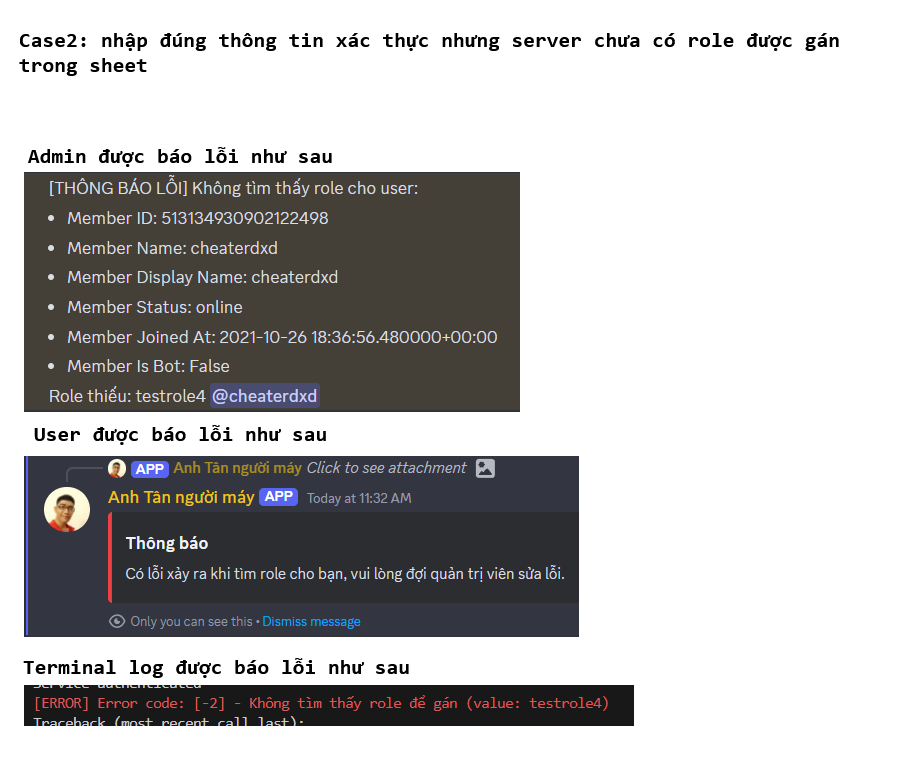 Case2: nhập đúng thông tin xác thực nhưng server chưa có role được gán
trong sheet
Admin được báo lỗi như sau
[THÔNG BÁO LỖI] Không tìm thấy role cho user:
• Member ID: 513134930902122498
• Member Name: cheaterdxd
• Member Display Name: cheaterdxd
• Member Status: online
• Member Joined At: 2021-10-26 18:36:56.480000+00:00
• Member Is Bot: False
Role thiếu: testrole4 @cheaterdxd
User được báo lỗi như sau
APP Anh Tân người máy Click to see attachment
Anh Tân người máy APP Today at 11:32 AM
Thông báo
Có lỗi xảy ra khi tìm role cho bạn, vui lòng đợi quản trị viên sửa lỗi.
Only you can see this • Dismiss message
Terminal log được báo lỗi như sau
Service authenticated
[ERROR] Error code: [-2] - Không tìm thấy role để gán (value: testrole4)
Traceback (most recent call last):